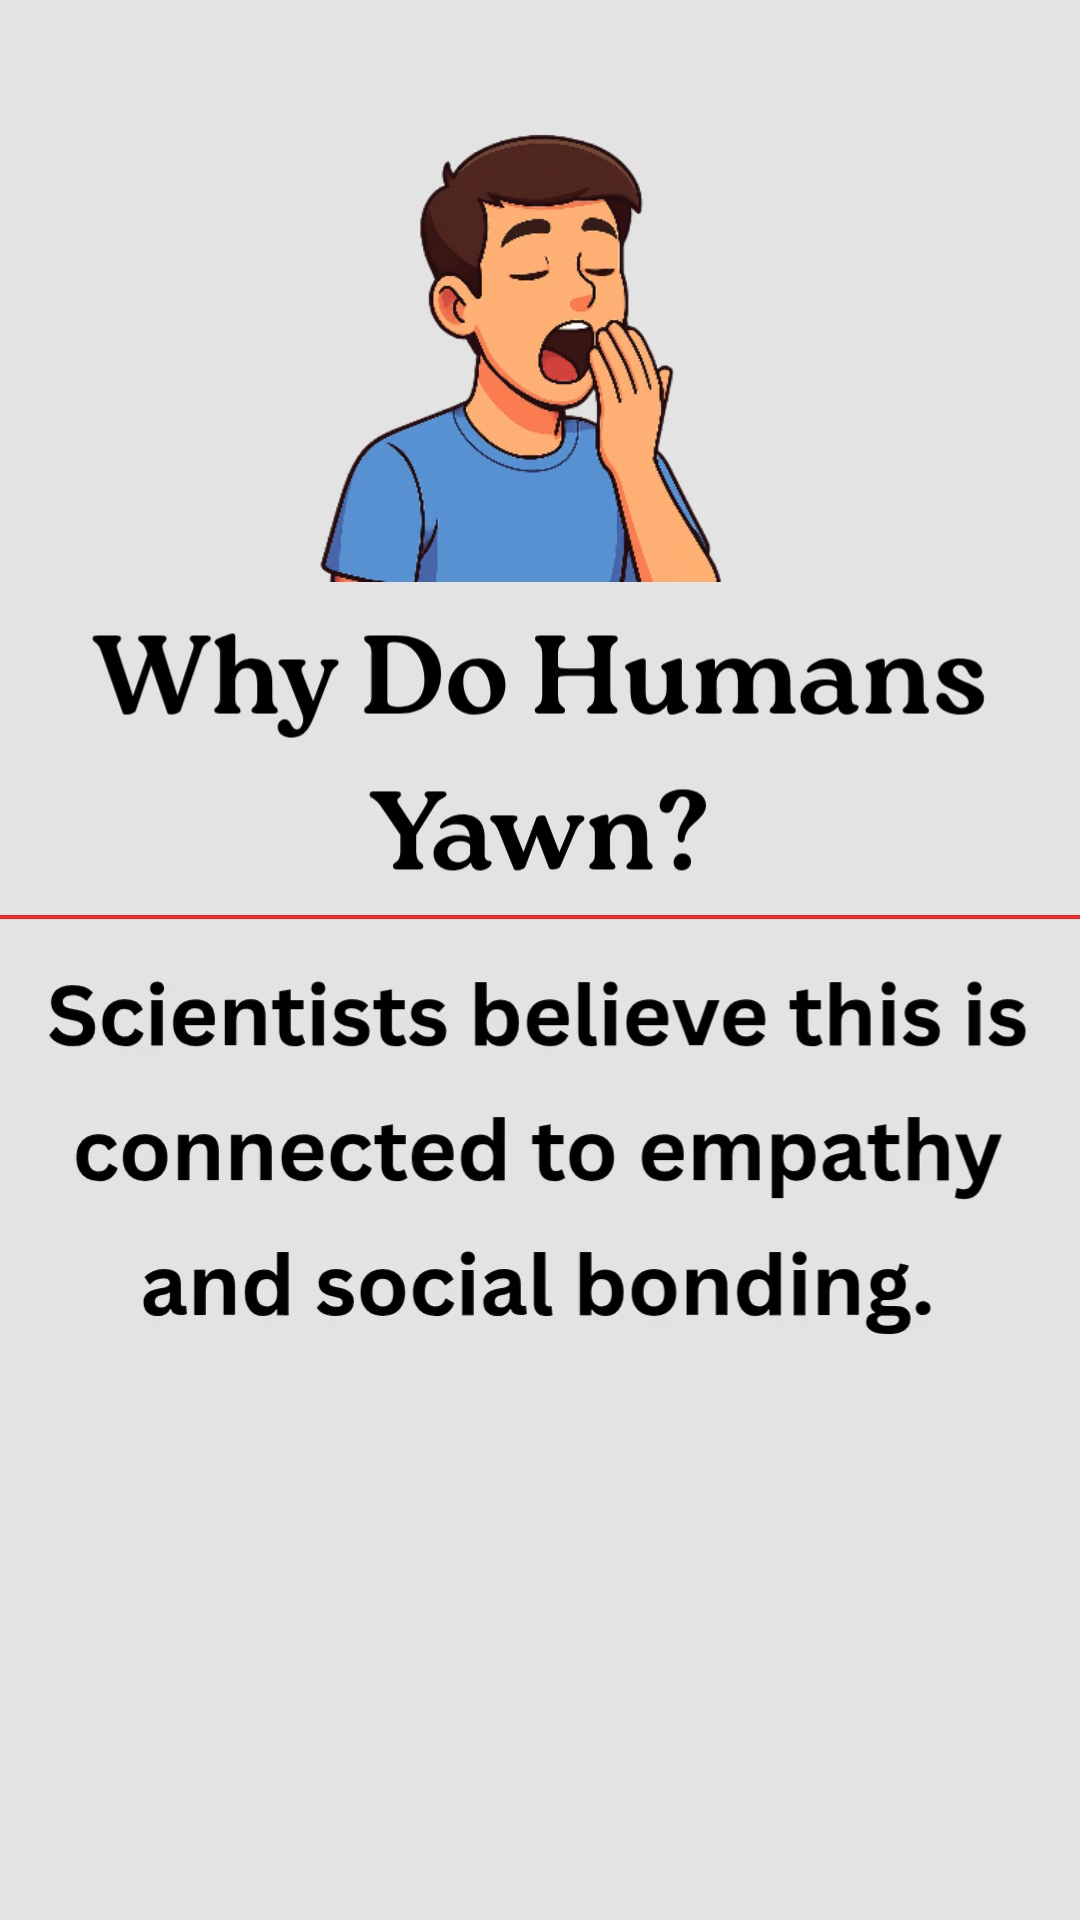 Why Do Humans
Yawn?
Scientists believe this is
connected to empathy
and social bonding.